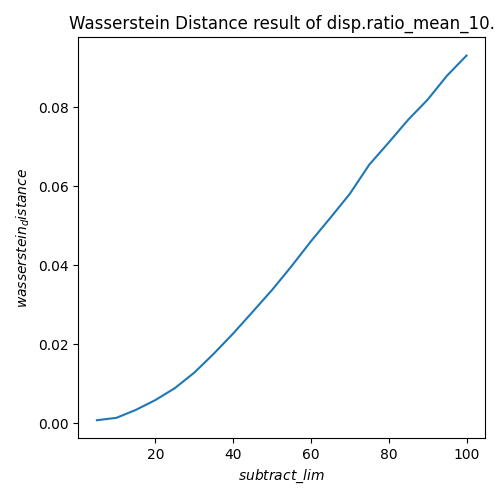 Wasserstein Distance result of disp.ratio_mean_10.
0.08
0.06
0.04
0.02
0.00
wasserstein_distance
20 40 60 80 100
subtract_lim